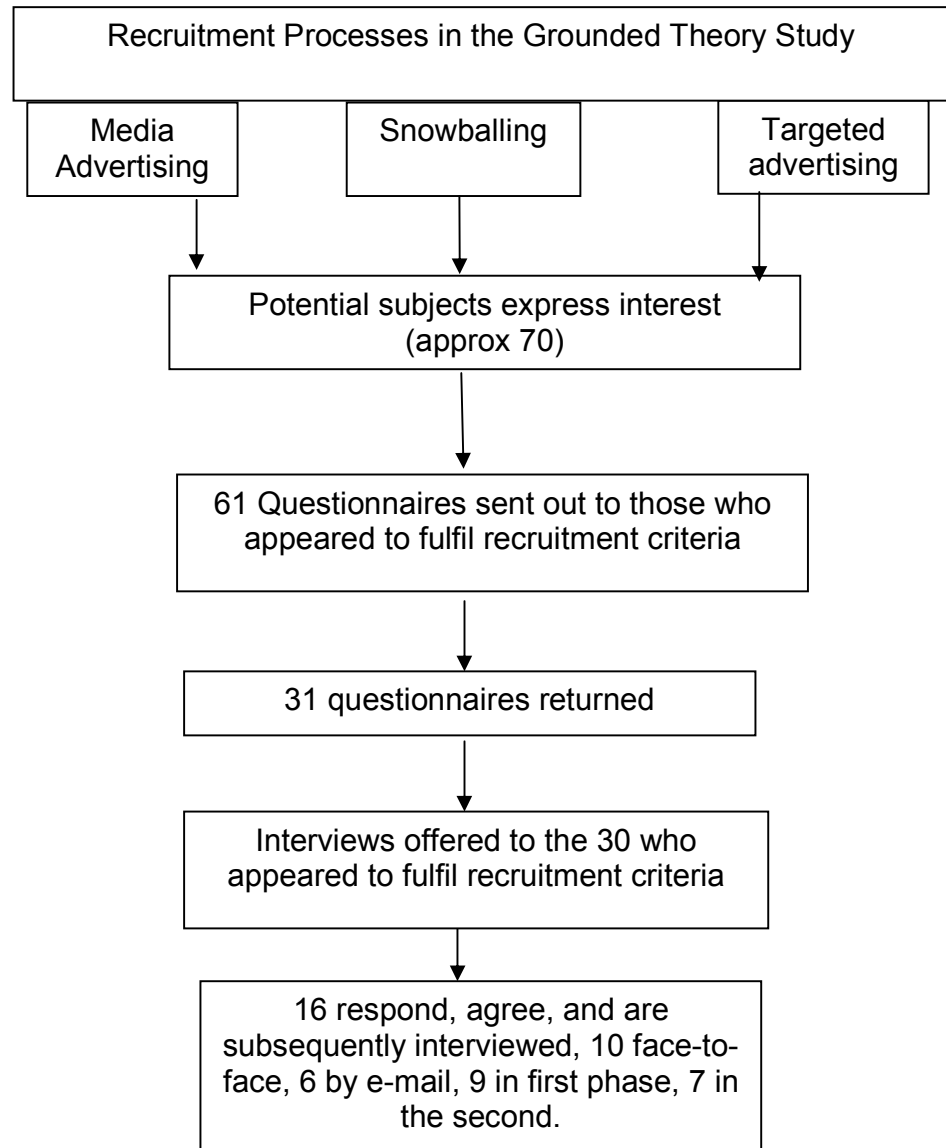 Recruitment Processes in the Grounded Theory Study
Media
Advertising
Snowballing
Targeted
advertising
Potential subjects express interest
(approx 70)
61 Questionnaires sent out to those who
appeared to fulfil recruitment criteria
31 questionnaires returned
Interviews offered to the 30 who
appeared to fulfil recruitment criteria
16 respond, agree, and are
subsequently interviewed, 10 face-to-
face, 6 by e-mail, 9 in first phase, 7 in
the second.